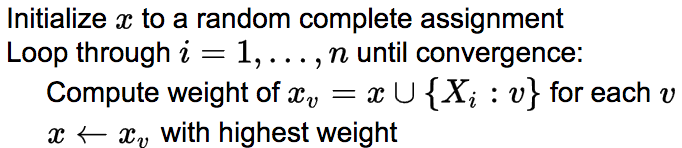 Initialize x to a random complete assignment
Loop through i = 1, . . . , n until convergence:
Compute weight of x_v = x ∪ {X_i : v} for each v
x ← x_v with highest weight